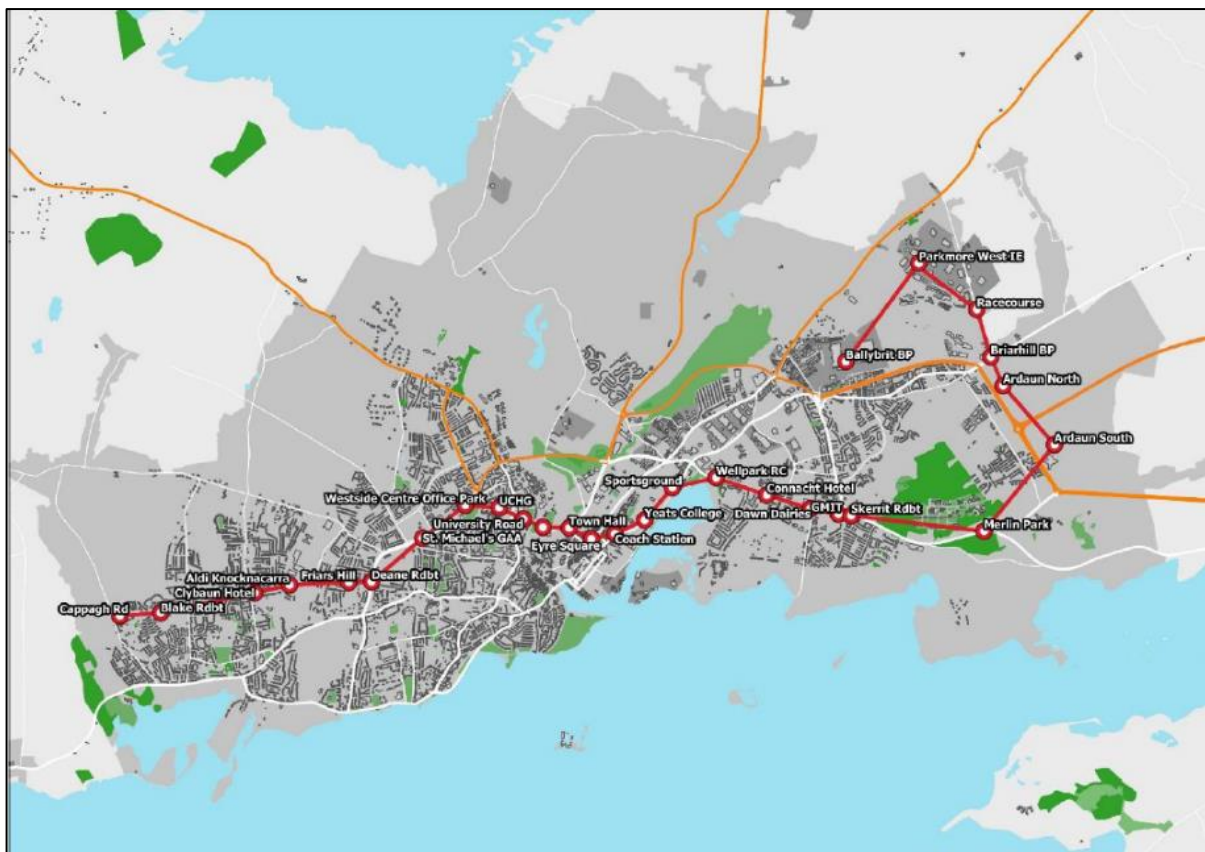 Parkmore West IE
Racecourse
Briarhill BP
Ballybrit BP
Ardaun North
Ardaun South
Wellpark RC
Sportsground
Connacht Hotel
Westside Centre Office Park
UCHG
Dawn Dairies
GMIT
Skerrit Rdbt
University Road
Town Hall
Yeats College
Merlin Park
St. Michael's GAA
Eyre Square
Coach Station
Aldi Knocknacarra
Friars Hill
Deane Rdbt
Clybaun Hotel
Cappagh Rd
Blake Rdbt